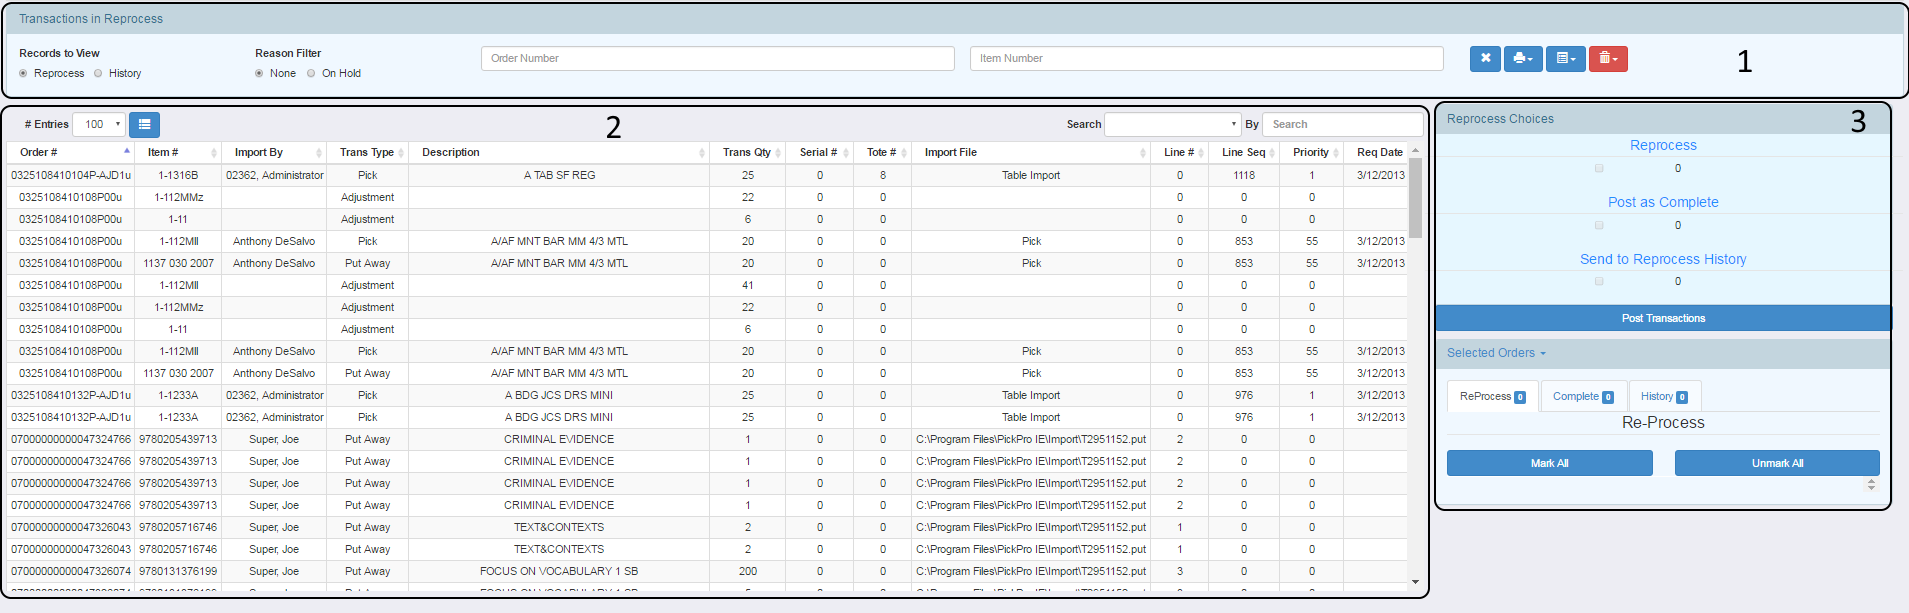 Transactions in Reprocess
Records to View
Reprocess History
Reason Filter
None On Hold
Order Number
Item Number
1
# Entries 100
2
Search By Search
Order # Item # Import By Trans Type Description Trans Qty Serial # Tote # Import File Line # Line Seq Priority Req Date
0325108410104P-AJD1u 1-1316B 02362, Administrator Pick A TAB SF REG 25 0 8 Table Import 0 1118 1 3/12/2013
0325108410108P00u 1-112MMz Adjustment 22 0 0 0 0 0
0325108410108P00u 1-11 Adjustment 6 0 0 0 0 0
0325108410108P00u 1-112MII Anthony DeSalvo Pick A/AF MNT BAR MM 4/3 MTL 20 0 0 Pick 0 853 55 3/12/2013
0325108410108P00u 1137 030 2007 Anthony DeSalvo Put Away A/AF MNT BAR MM 4/3 MTL 20 0 0 Pick 0 853 55 3/12/2013
0325108410108P00u 1-112MII Adjustment 41 0 0 0 0 0
0325108410108P00u 1-112MMz Adjustment 22 0 0 0 0 0
0325108410108P00u 1-11 Adjustment 6 0 0 0 0 0
0325108410108P00u 1-112MII Anthony DeSalvo Pick A/AF MNT BAR MM 4/3 MTL 20 0 0 Pick 0 853 55 3/12/2013
0325108410108P00u 1137 030 2007 Anthony DeSalvo Put Away A/AF MNT BAR MM 4/3 MTL 20 0 0 Pick 0 853 55 3/12/2013
0325108410132P-AJD1u 1-1233A 02362, Administrator Pick A BDG JCS DRS MINI 25 0 0 Table Import 0 976 1 3/12/2013
0325108410132P-AJD1u 1-1233A 02362, Administrator Pick A BDG JCS DRS MINI 25 0 0 Table Import 0 976 1 3/12/2013
07000000000047324766 9780205439713 Super, Joe Put Away CRIMINAL EVIDENCE 1 0 0 C:\Program Files\PickPro IE\Import\T2951152.put 2 0 0
07000000000047324766 9780205439713 Super, Joe Put Away CRIMINAL EVIDENCE 1 0 0 C:\Program Files\PickPro IE\Import\T2951152.put 2 0 0
07000000000047324766 9780205439713 Super, Joe Put Away CRIMINAL EVIDENCE 1 0 0 C:\Program Files\PickPro IE\Import\T2951152.put 2 0 0
07000000000047324766 9780205439713 Super, Joe Put Away CRIMINAL EVIDENCE 1 0 0 C:\Program Files\PickPro IE\Import\T2951152.put 2 0 0
07000000000047326043 9780205716746 Super, Joe Put Away TEXT&CONTEXTS 2 0 0 C:\Program Files\PickPro IE\Import\T2951152.put 1 0 0
07000000000047326043 9780205716746 Super, Joe Put Away TEXT&CONTEXTS 2 0 0 C:\Program Files\PickPro IE\Import\T2951152.put 1 0 0
07000000000047326074 9780131376199 Super, Joe Put Away FOCUS ON VOCABULARY 1 SB 200 0 0 C:\Program Files\PickPro IE\Import\T2951152.put 3 0 0
Reprocess Choices
3
Reprocess
0
Post as Complete
0
Send to Reprocess History
0
Post Transactions
Selected Orders
ReProcess 0 Complete 0 History 0
Re-Process
Mark All Unmark All